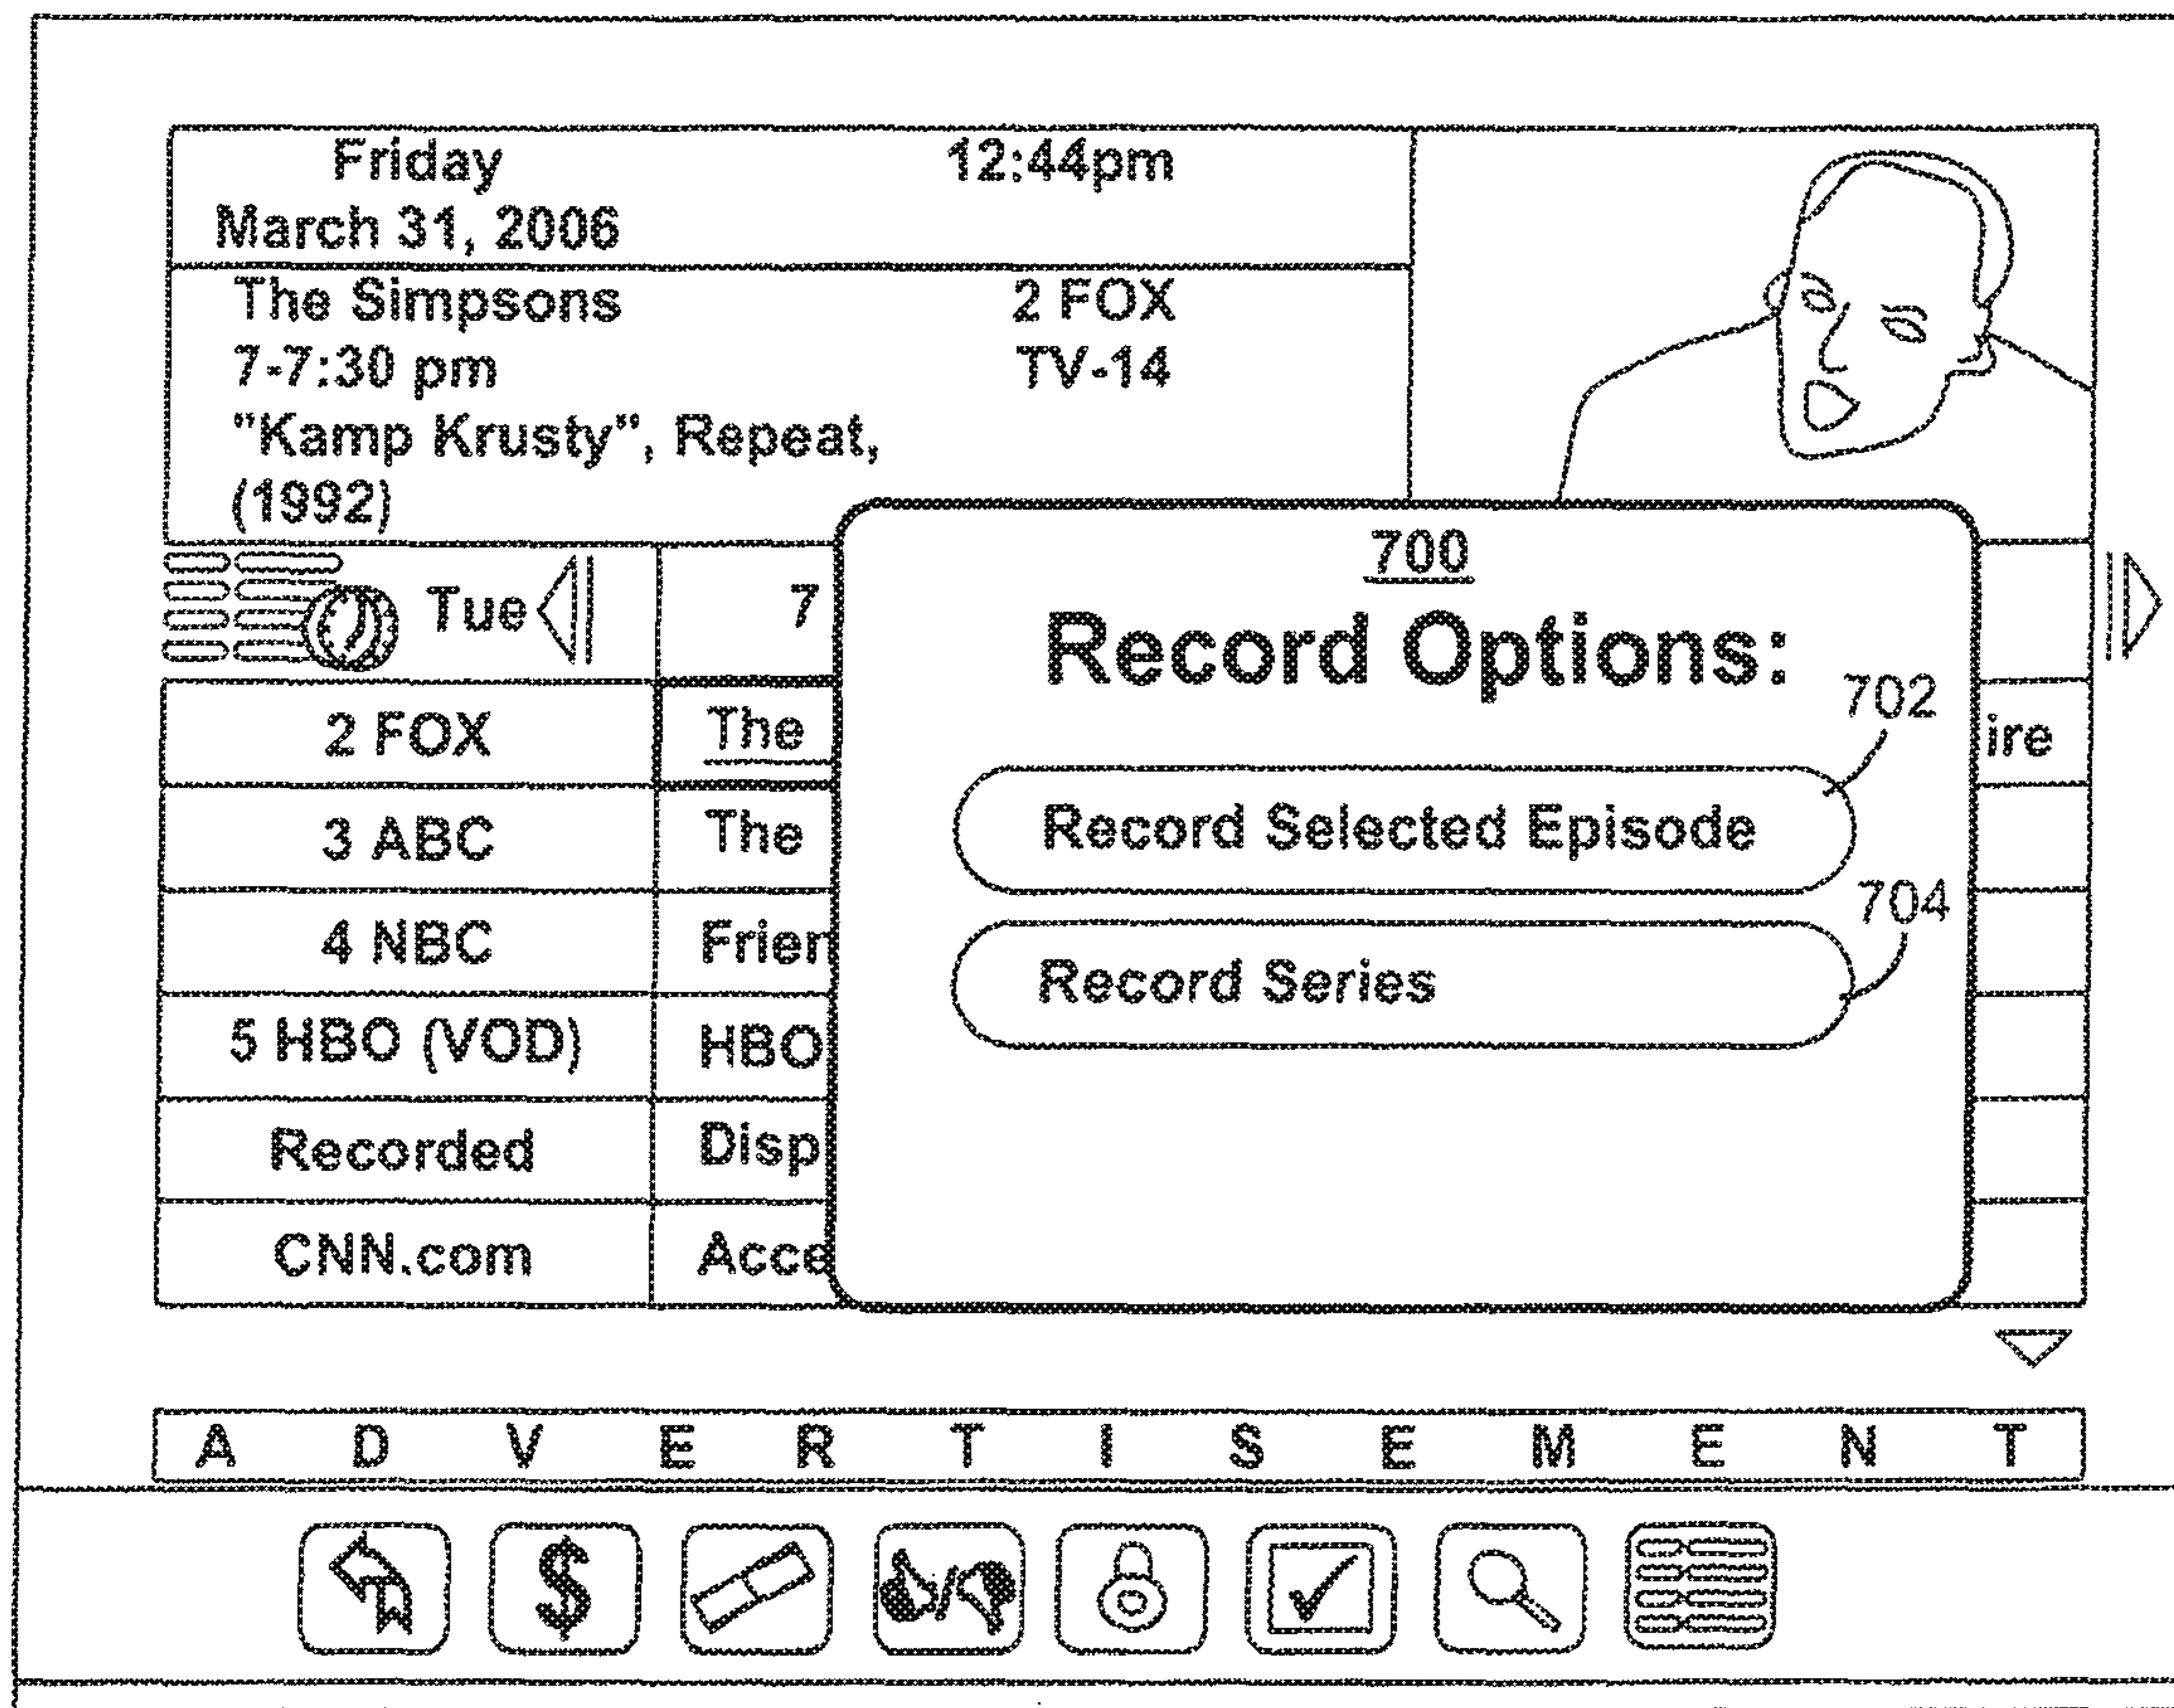 Friday 12:44pm
March 31, 2006
The Simpsons 2 FOX
7-7:30 pm TV-14
"Kamp Krusty", Repeat,
(1992)
700
Tue 7
Record Options:
702
2 FOX The ire
Record Selected Episode
3 ABC The
704
4 NBC Frien
Record Series
5 HBO (VOD) HBO
Recorded Disp
CNN.com Acce
A D V E R T I S E M E N T
$